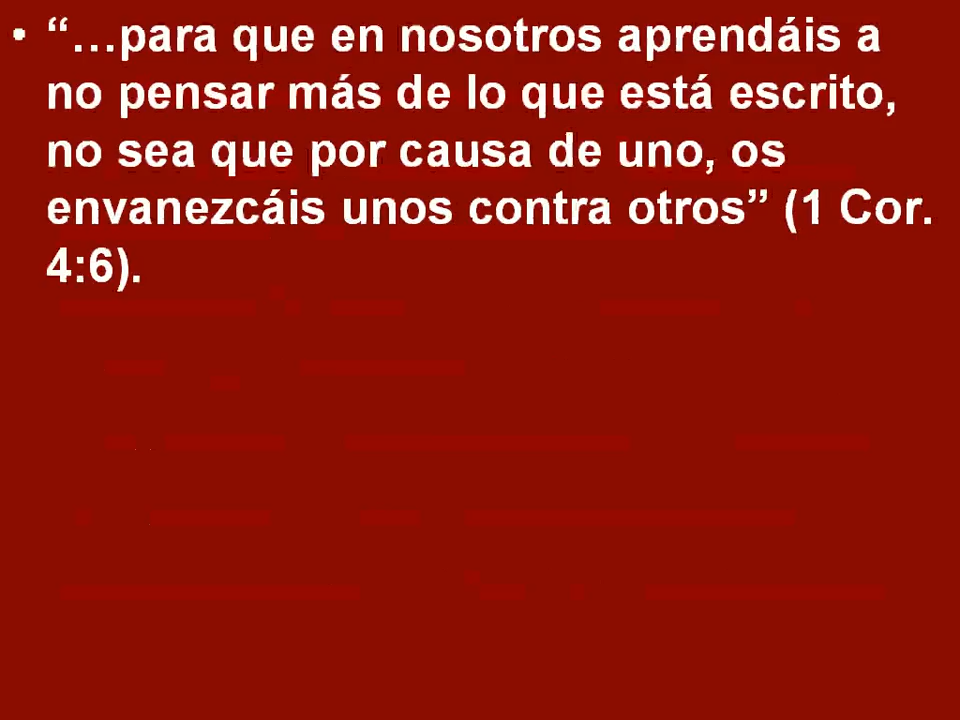 • “…para que en nosotros aprendáis a
no pensar más de lo que está escrito,
no sea que por causa de uno, os
envanezcáis unos contra otros” (1 Cor.
4:6).